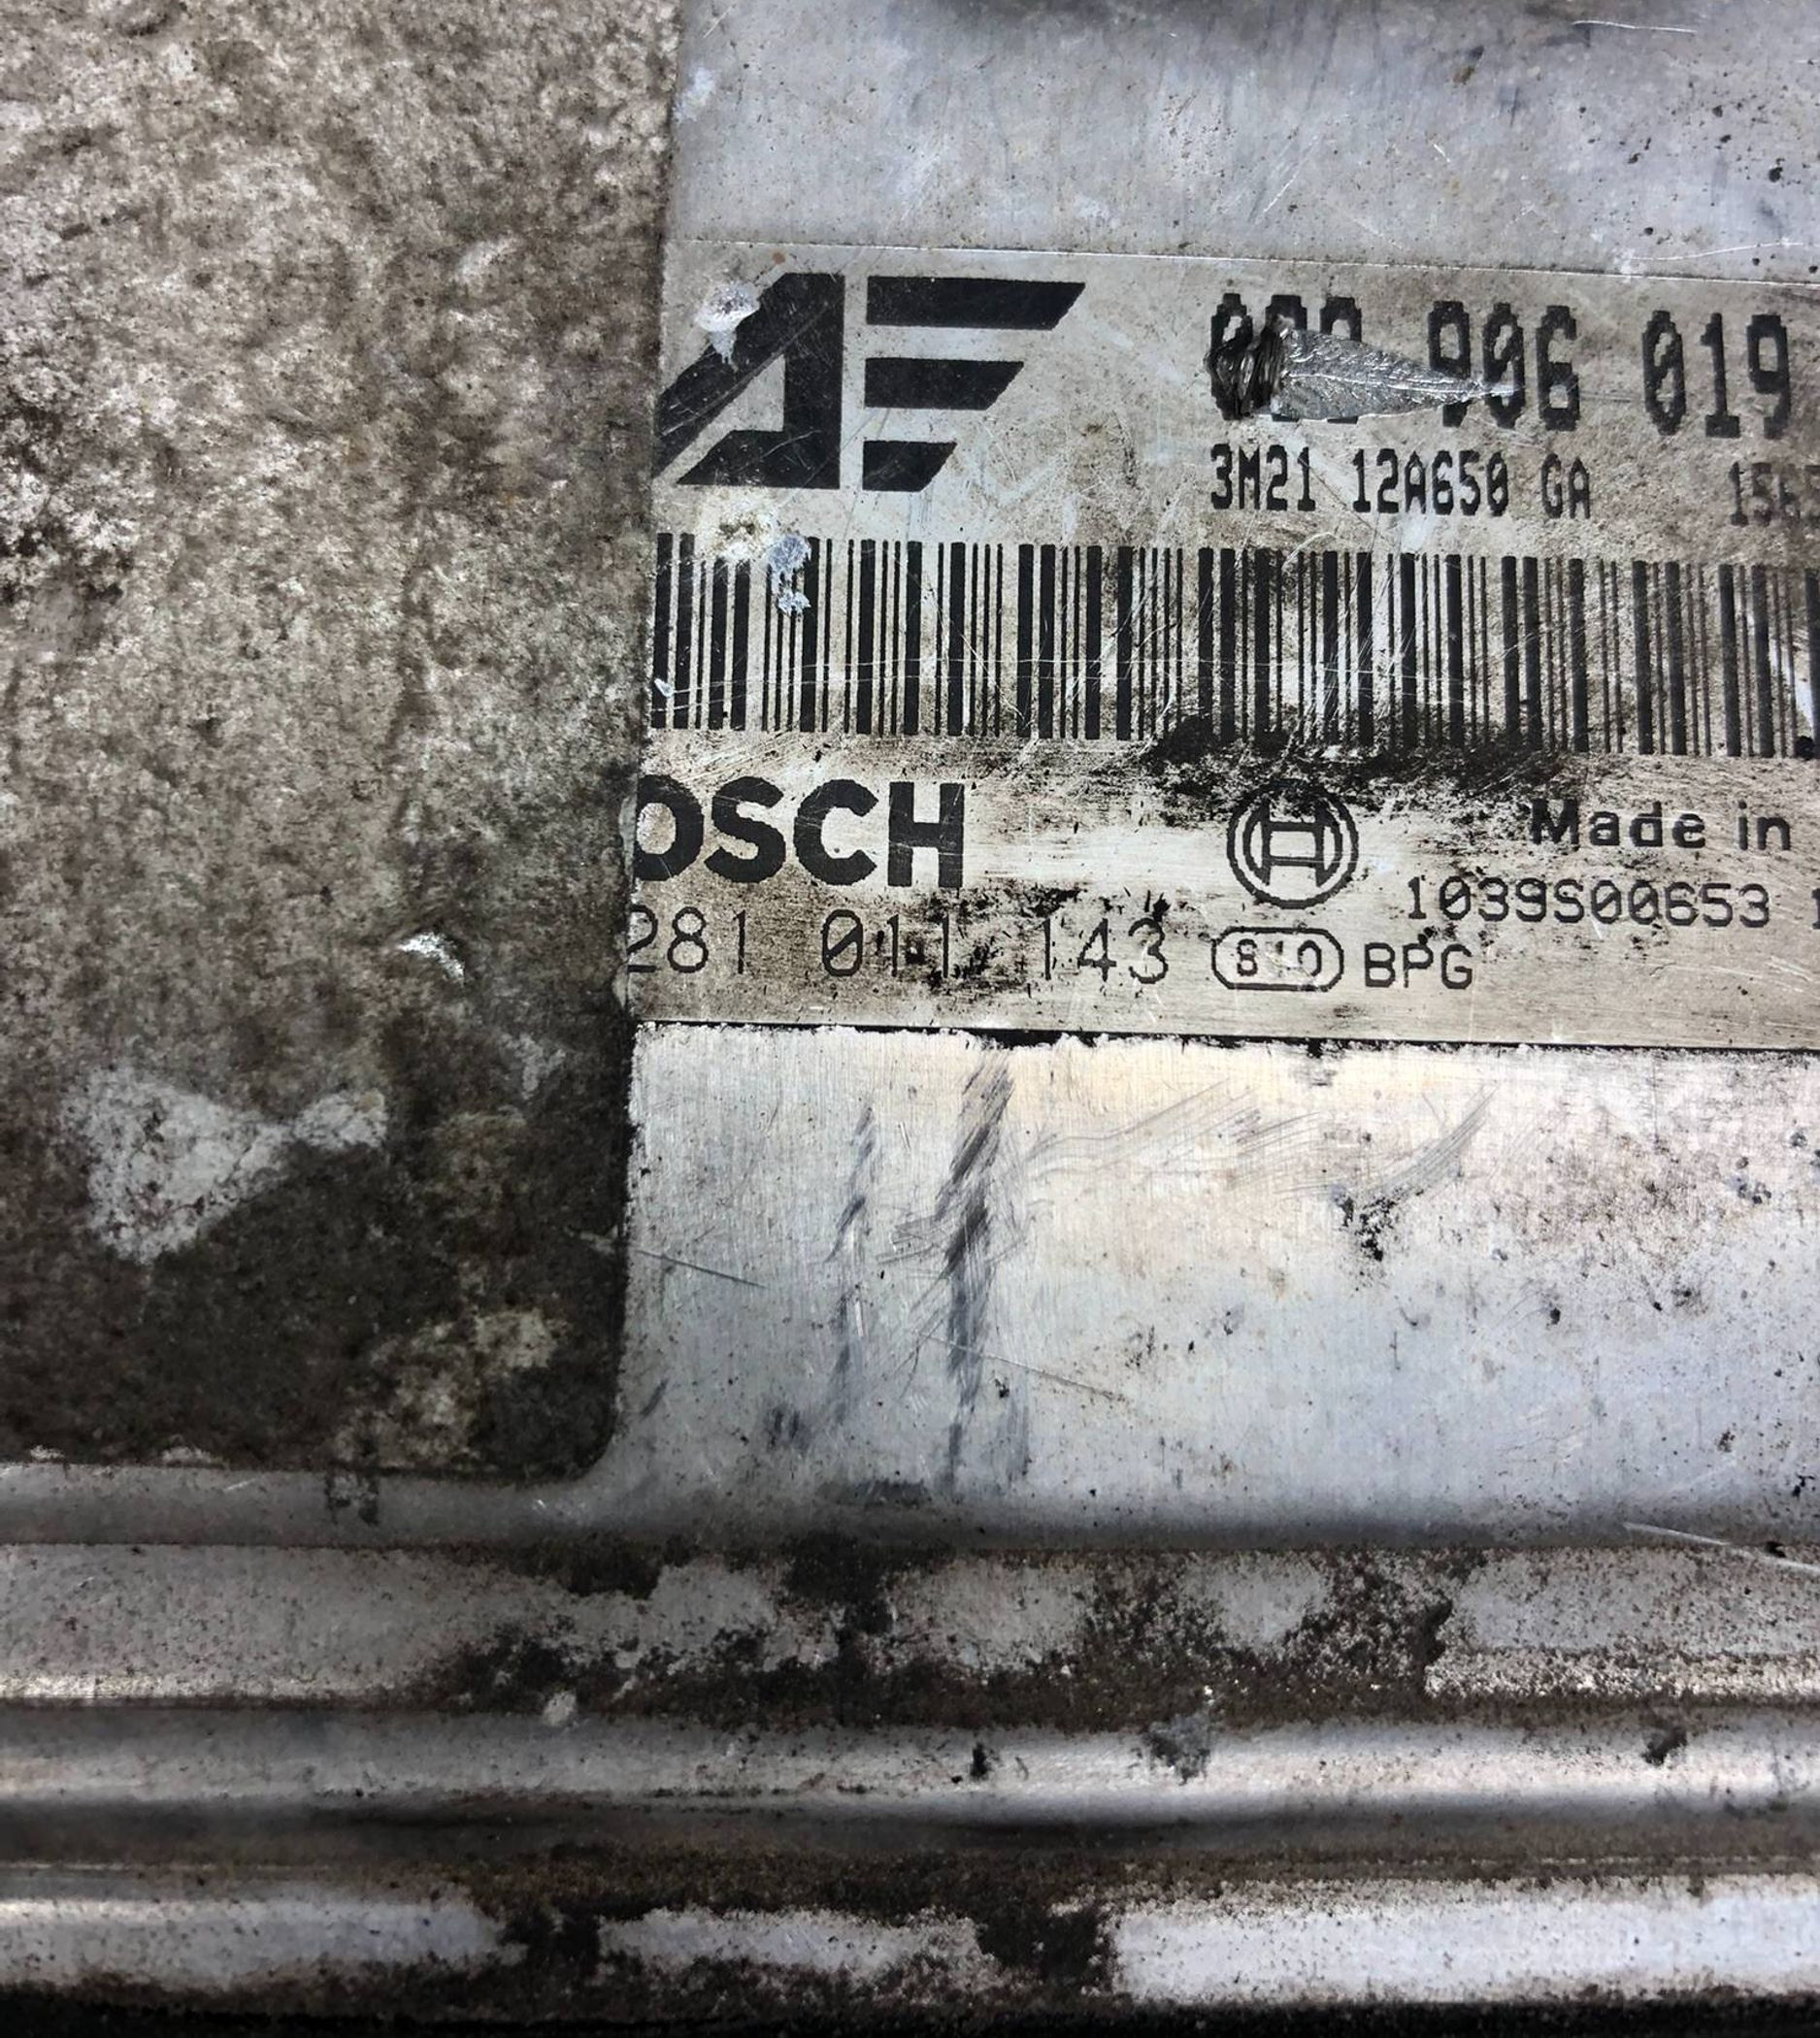 906 019
3M21 12A650 GA
OSCH
Made in
1039S00653
281 011 143 BPG